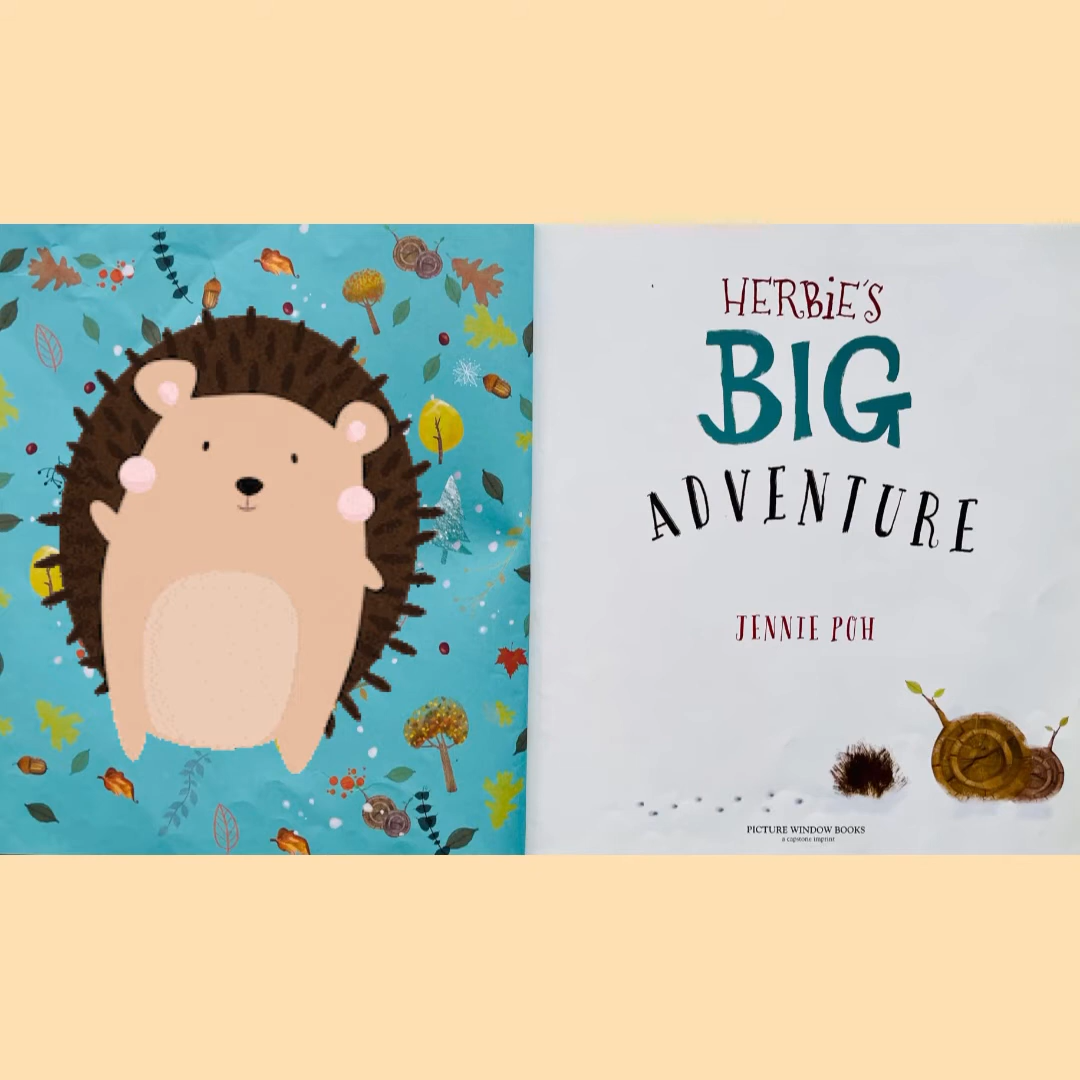 HERBiE'S
BIG
ADVENTURE
JENNIE POH
PICTURE WINDOW BOOKS
a capstone imprint